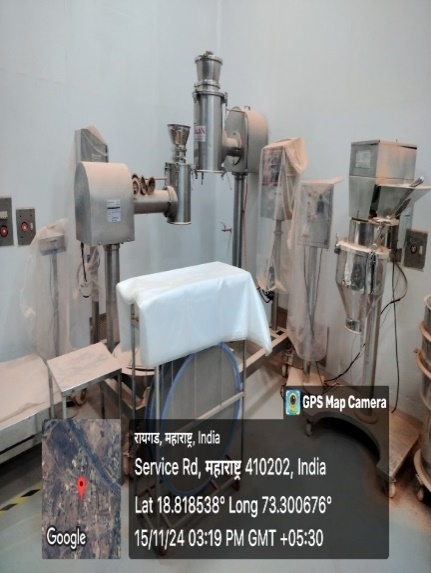 GPS Map Camera
रायगड, महाराष्ट्र, India
Service Rd, महाराष्ट्र 410202, India
Lat 18.818538° Long 73.300676°
15/11/24 03:19 PM GMT +05:30
Google